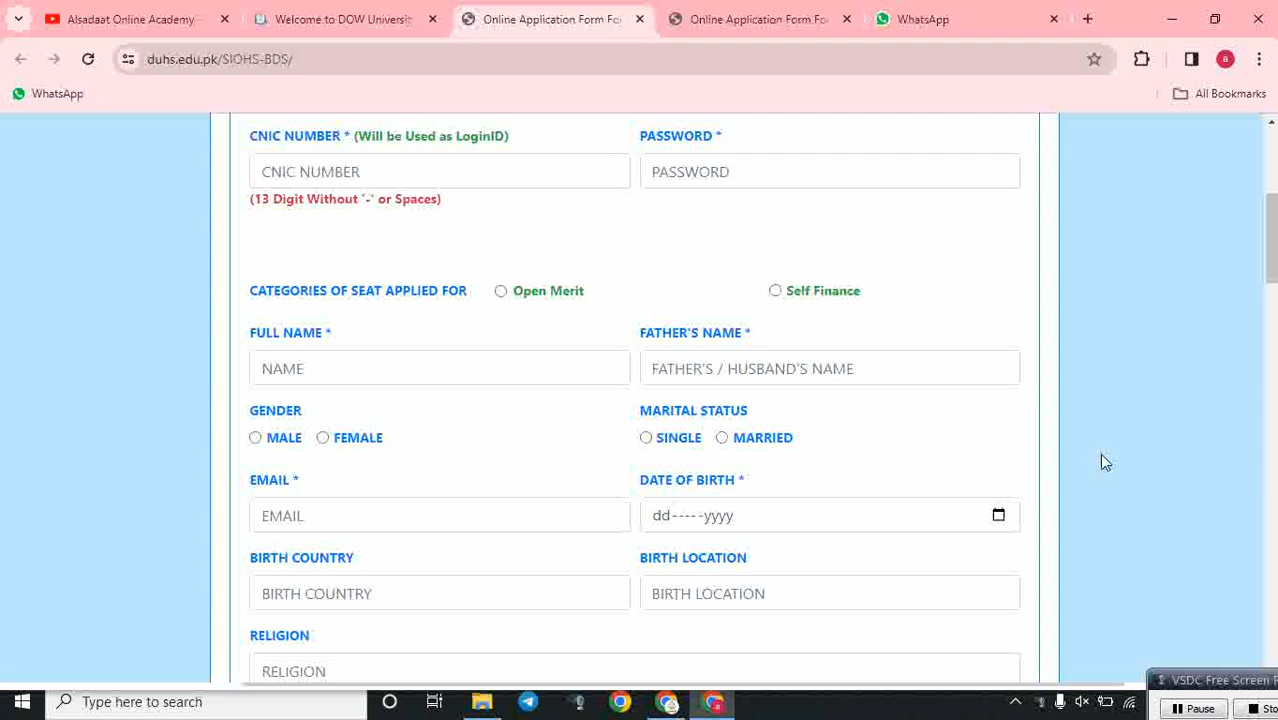 Alsadaat Online Academy
Welcome to DOW Universit
Online Application Form Fo
Online Application Form Fo
WhatsApp
duhs.edu.pk/SIOHS-BDS/
a
WhatsApp
All Bookmarks
CNIC NUMBER * (Will be Used as LoginID)
PASSWORD *
CNIC NUMBER
PASSWORD
(13 Digit Without '-' or Spaces)
CATEGORIES OF SEAT APPLIED FOR
Open Merit
Self Finance
FULL NAME *
FATHER'S NAME *
NAME
FATHER'S / HUSBAND'S NAME
GENDER
MARITAL STATUS
MALE
FEMALE
SINGLE
MARRIED
EMAIL *
DATE OF BIRTH *
EMAIL
dd-----yyyy
BIRTH COUNTRY
BIRTH LOCATION
BIRTH COUNTRY
BIRTH LOCATION
RELIGION
RELIGION
VSDC Free Screen
Type here to search
Pause
Sto